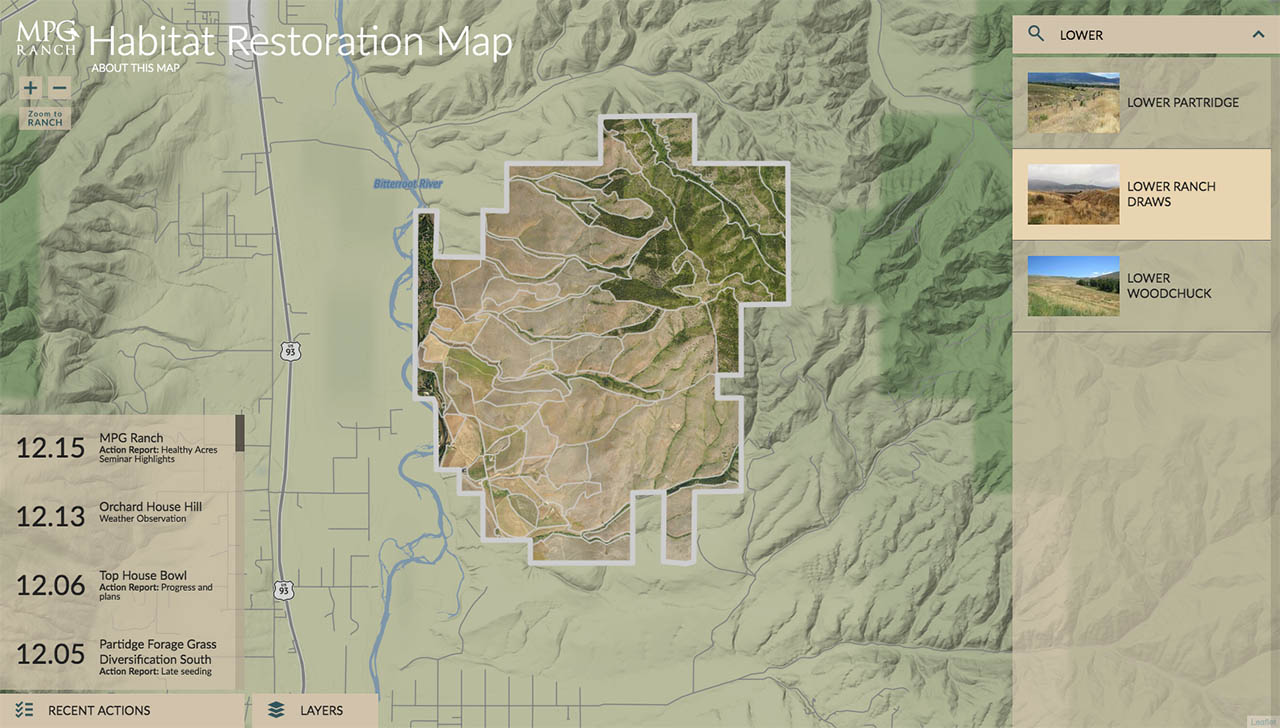 MPG
RANCH
Habitat Restoration Map
ABOUT THIS MAP
+ −
Zoom to
RANCH
Bitterroot River
US
93
US
93
12.15
MPG Ranch
Action Report: Healthy Acres
Seminar Highlights
12.13
Orchard House Hill
Weather Observation
12.06
Top House Bowl
Action Report: Progress and
plans
12.05
Partidge Forage Grass
Diversification South
Action Report: Late seeding
RECENT ACTIONS
LAYERS
LOWER
LOWER PARTRIDGE
LOWER RANCH
DRAWS
LOWER
WOODCHUCK
Leaflet